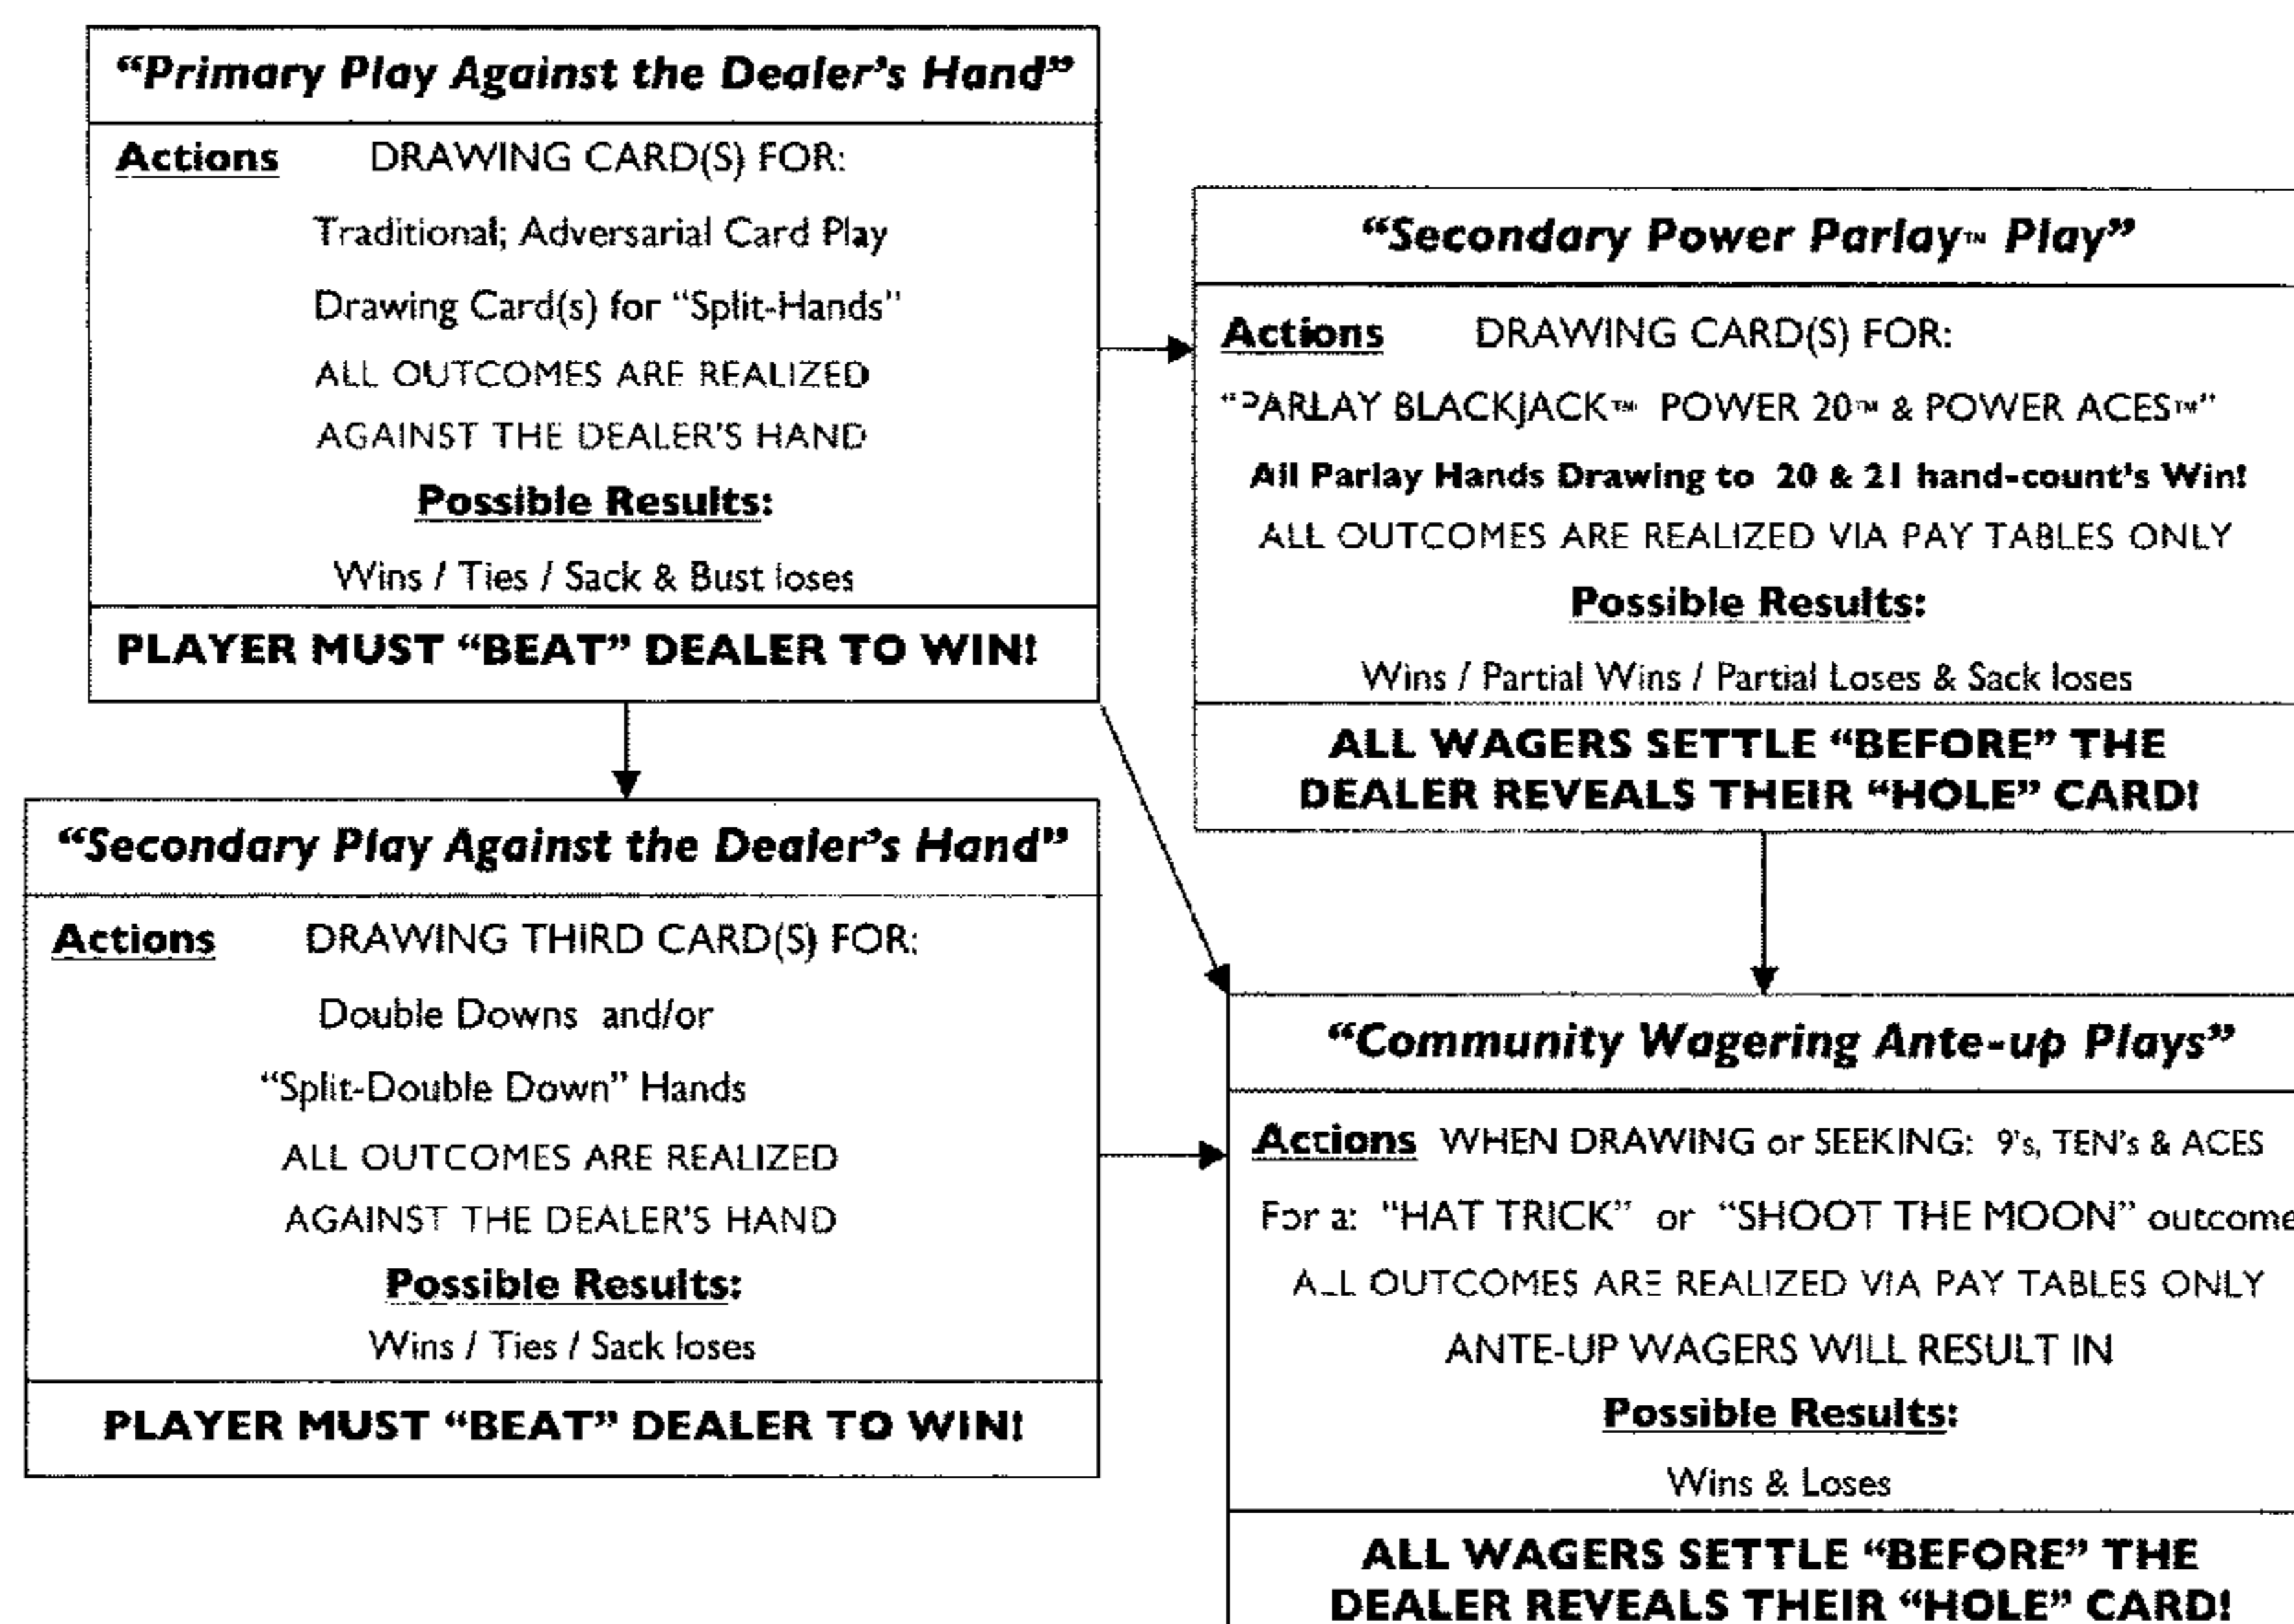 “Primary Play Against the Dealer’s Hand”
Actions DRAWING CARD(S) FOR:
Traditional; Adversarial Card Play
Drawing Card(s) for “Split-Hands”
ALL OUTCOMES ARE REALIZED
AGAINST THE DEALER’S HAND
Possible Results:
Wins / Ties / Sack & Bust loses
PLAYER MUST “BEAT” DEALER TO WIN!
“Secondary Power Parlay™ Play”
Actions DRAWING CARD(S) FOR:
“PARLAY BLACKJACK™ POWER 20™ & POWER ACES™”
All Parlay Hands Drawing to 20 & 21 hand-count’s Win!
ALL OUTCOMES ARE REALIZED VIA PAY TABLES ONLY
Possible Results:
Wins / Partial Wins / Partial Loses & Sack loses
ALL WAGERS SETTLE “BEFORE” THE
DEALER REVEALS THEIR “HOLE” CARD!
“Secondary Play Against the Dealer’s Hand”
Actions DRAWING THIRD CARD(S) FOR:
Double Downs and/or
“Split-Double Down” Hands
ALL OUTCOMES ARE REALIZED
AGAINST THE DEALER’S HAND
Possible Results:
Wins / Ties / Sack loses
PLAYER MUST “BEAT” DEALER TO WIN!
“Community Wagering Ante-up Plays”
Actions WHEN DRAWING or SEEKING: 9’s, TEN’s & ACES
For a: “HAT TRICK” or “SHOOT THE MOON” outcome
ALL OUTCOMES ARE REALIZED VIA PAY TABLES ONLY
ANTE-UP WAGERS WILL RESULT IN
Possible Results:
Wins & Loses
ALL WAGERS SETTLE “BEFORE” THE
DEALER REVEALS THEIR “HOLE” CARD!